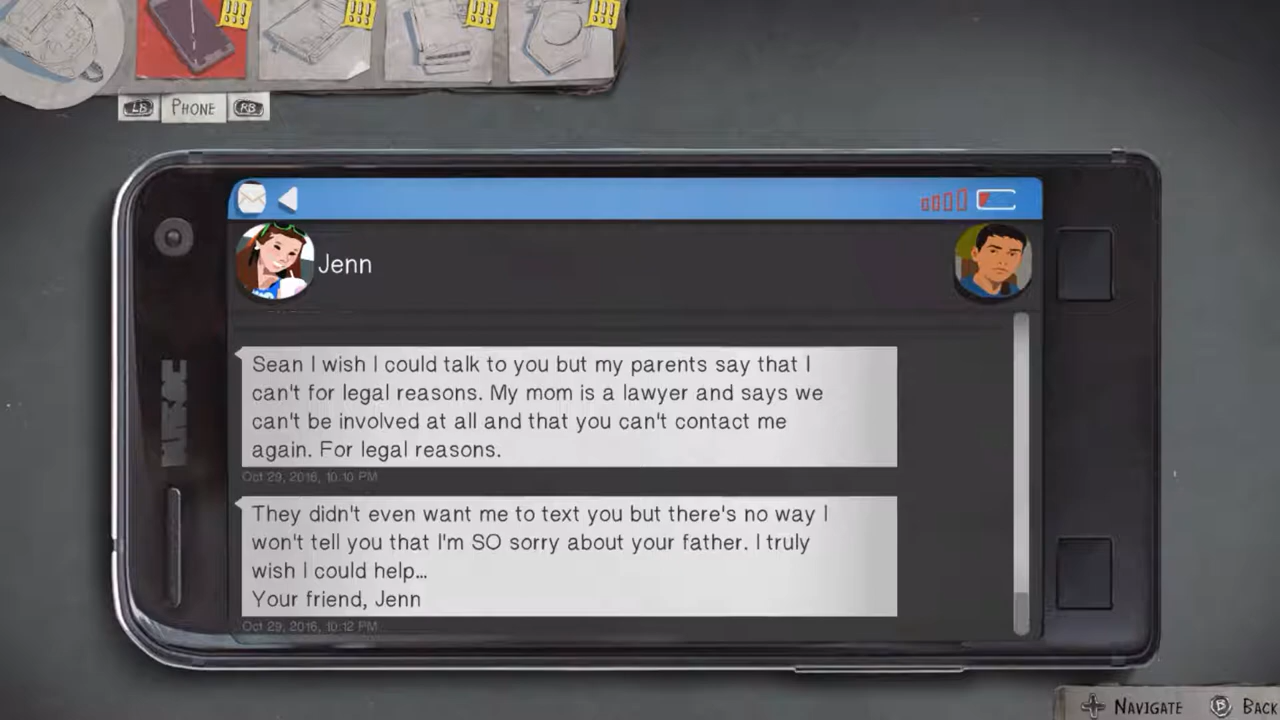 LB PHONE RB
Jenn
Sean I wish I could talk to you but my parents say that I
can't for legal reasons. My mom is a lawyer and says we
can't be involved at all and that you can't contact me
again. For legal reasons.
Oct 29, 2016, 10:10 PM
They didn't even want me to text you but there's no way I
won't tell you that I'm SO sorry about your father. I truly
wish I could help...
Your friend, Jenn
Oct 29, 2016, 10:12 PM
NAVIGATE B BACK